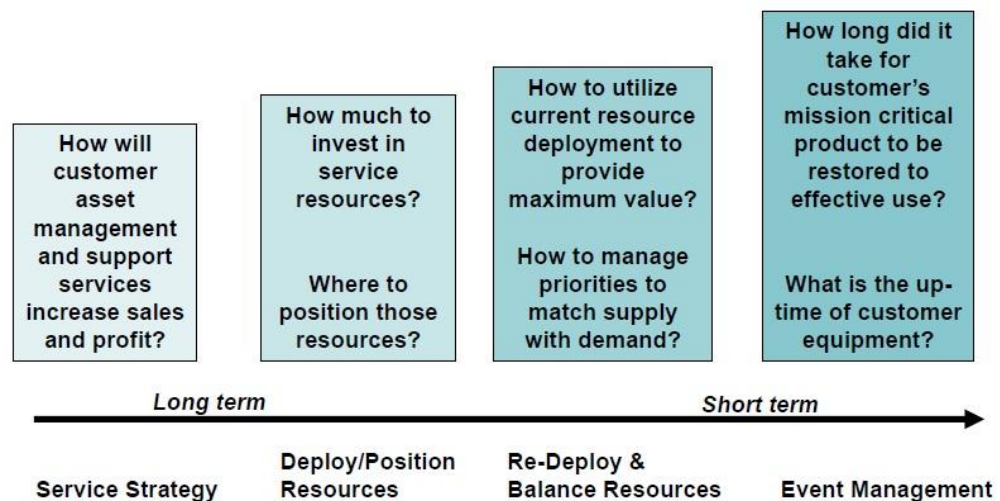 How will
customer
asset
management
and support
services
increase sales
and profit?
How much to
invest in
service
resources?
Where to
position those
resources?
How to utilize
current resource
deployment to
provide
maximum value?
How to manage
priorities to
match supply
with demand?
How long did it
take for
customer's
mission critical
product to be
restored to
effective use?
What is the up-
time of customer
equipment?
Long term
Short term
Service Strategy
Deploy/Position
Resources
Re-Deploy &
Balance Resources
Event Management